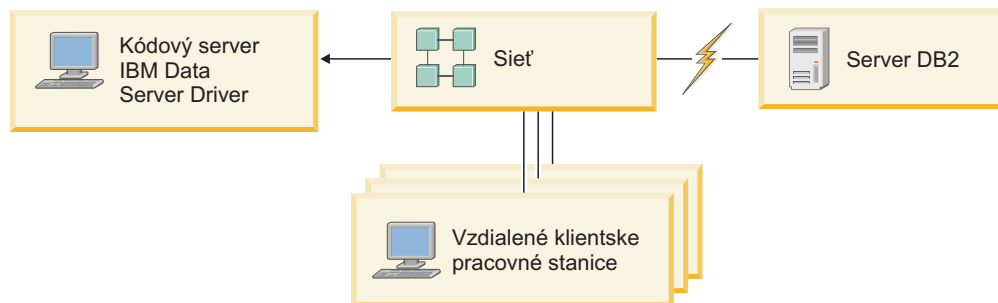 Kódový server
IBM Data
Server Driver
Sieť
Server DB2
Vzdialené klientske
pracovné stanice